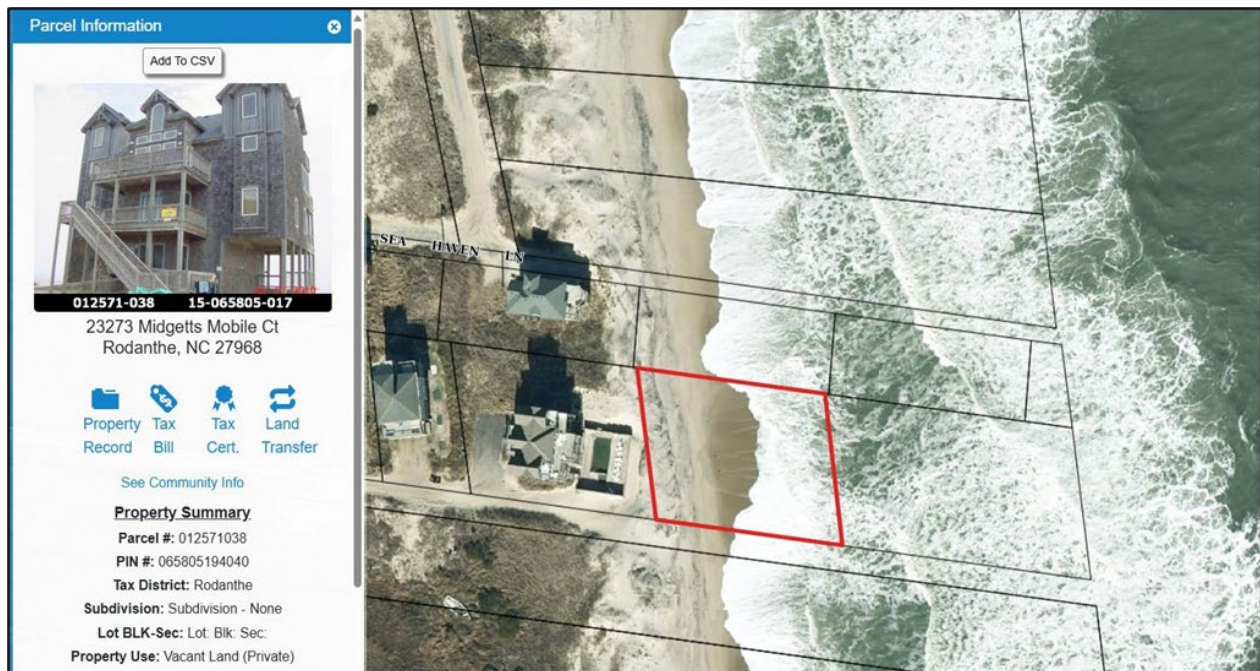 Parcel Information
Add To CSV
012571-038 15-065805-017
23273 Midgetts Mobile Ct
Rodanthe, NC 27968
Property Tax Tax Land
Record Bill Cert. Transfer
See Community Info
Property Summary
Parcel #: 012571038
PIN #: 065805194040
Tax District: Rodanthe
Subdivision: Subdivision - None
Lot BLK-Sec: Lot: Blk: Sec:
Property Use: Vacant Land (Private)
SEA HAVEN LN